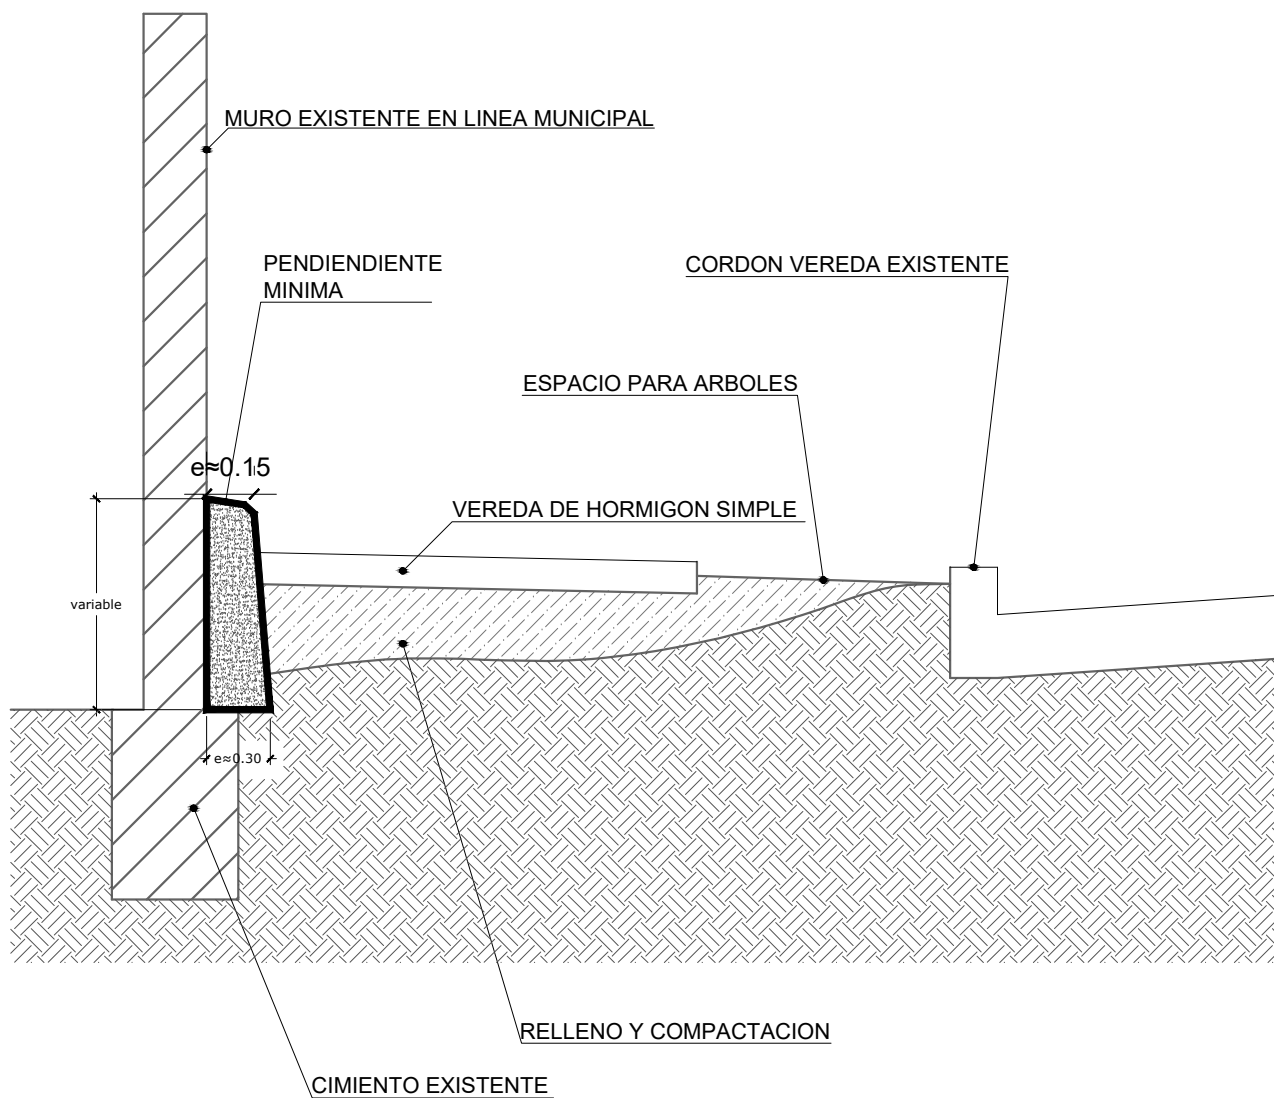 MURO EXISTENTE EN LINEA MUNICIPAL
PENDIENDIENTE
MINIMA
CORDON VEREDA EXISTENTE
ESPACIO PARA ARBOLES
e≈0.15
VEREDA DE HORMIGON SIMPLE
variable
e≈0.30
RELLENO Y COMPACTACION
CIMIENTO EXISTENTE